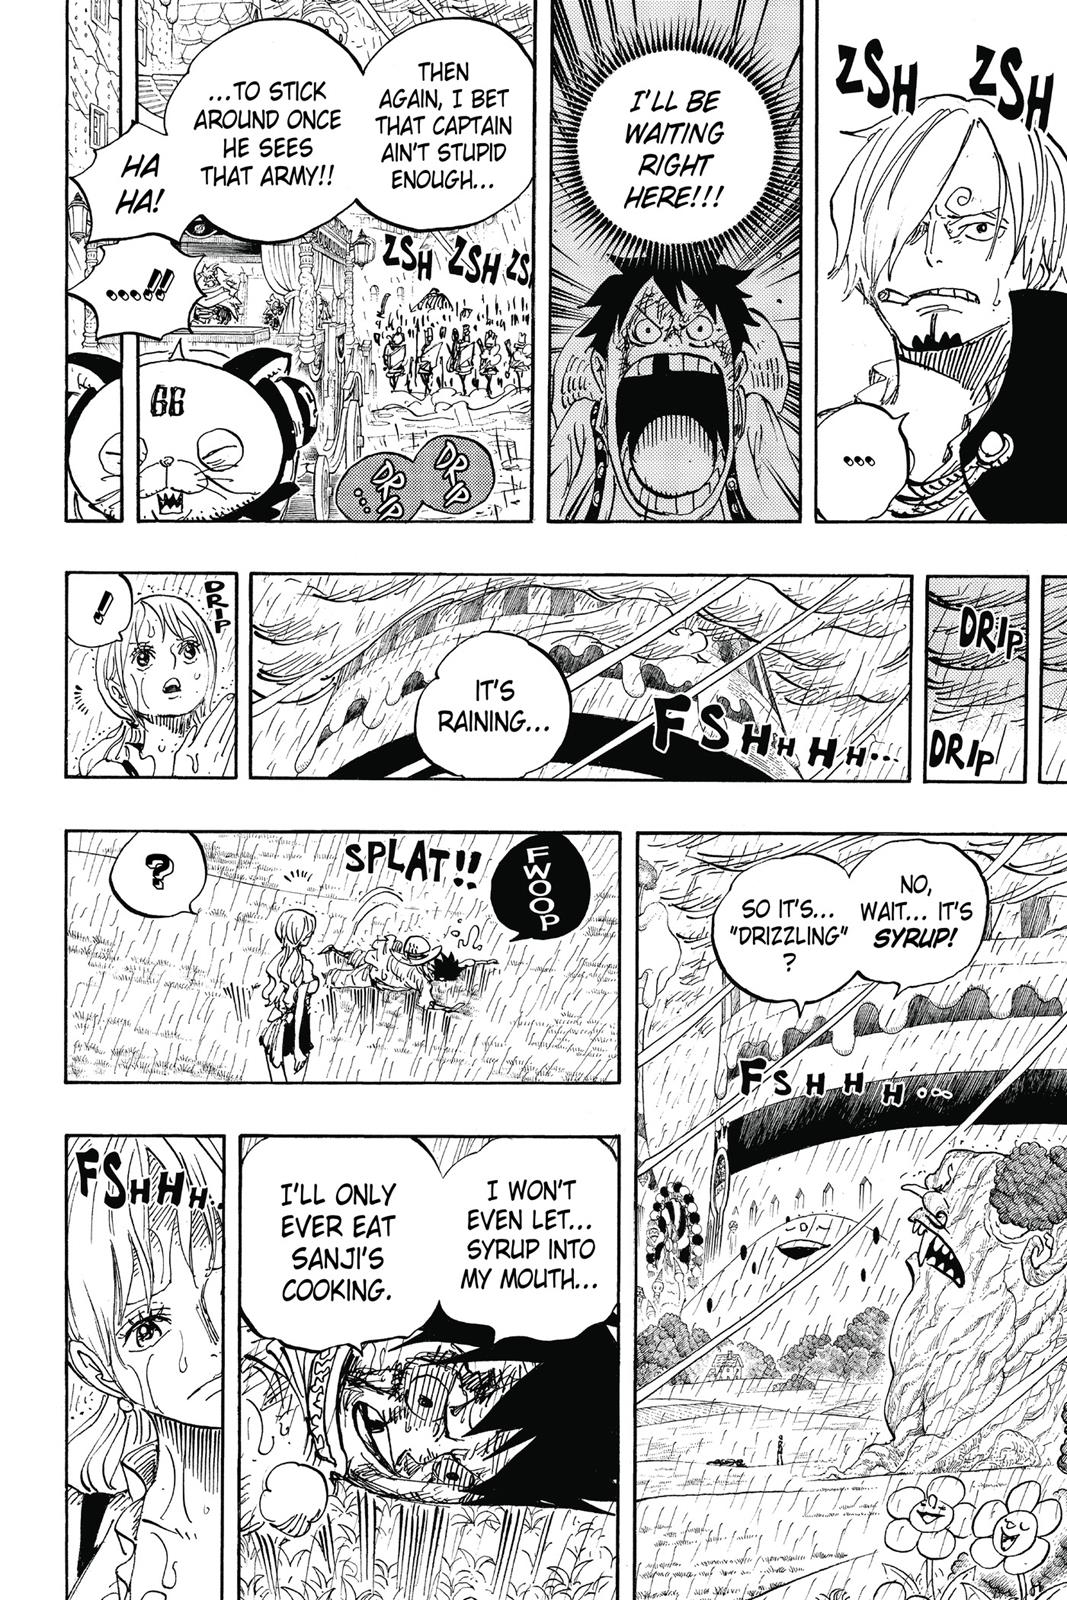 ZSH
ZSH
...
I'LL BE
WAITING
RIGHT
HERE!!!
THEN
AGAIN, I BET
THAT CAPTAIN
AIN'T STUPID
ENOUGH...
...TO STICK
AROUND ONCE
HE SEES
THAT ARMY!!
HA
HA!
....!!
ZSH ZSH ZS
66
DRIP
DRIP
...
DRIP
DRIP
IT'S
RAINING...
FSHHHH...
DRIP
!
NO,
WAIT... IT'S
SYRUP!
SO IT'S...
"DRIZZLING"
?
FSHHH...
FWOOP
SPLAT!!
?
I WON'T
EVEN LET...
SYRUP INTO
MY MOUTH...
I'LL ONLY
EVER EAT
SANJI'S
COOKING.
FSHHH..